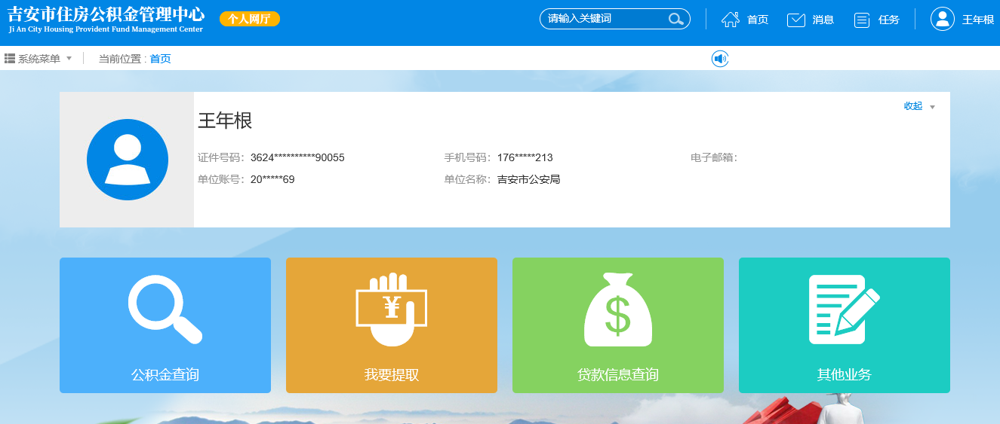 吉安市住房公积金管理中心 个人网厅
Ji An City Housing Provident Fund Management Center
请输入关键词 首页 消息 任务 王年根
系统菜单 当前位置 : 首页
收起
王年根
证件号码： 3624**********90055 手机号码： 176*****213 电子邮箱：
单位账号： 20*****69 单位名称： 吉安市公安局
公积金查询 我要提取 贷款信息查询 其他业务